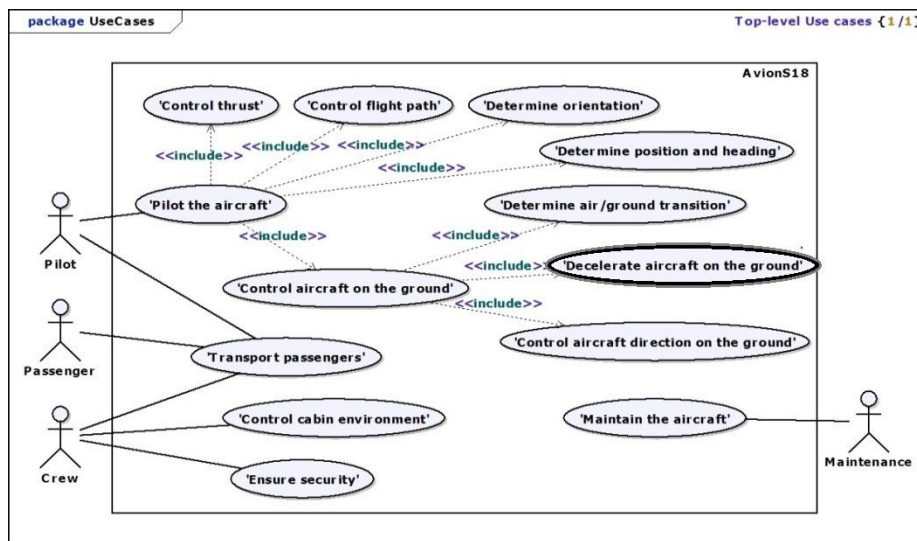 package UseCases
Top-level Use cases {1/1}
AvionS18
'Control thrust'
'Control flight path'
'Determine orientation'
<<include>>
<<include>>
<<include>>
'Determine position and heading'
<<include>>
'Pilot the aircraft'
'Determine air/ground transition'
<<include>>
<<include>>
Pilot
<<include>>
'Decelerate aircraft on the ground'
'Control aircraft on the ground'
<<include>>
'Control aircraft direction on the ground'
'Transport passengers'
Passenger
'Control cabin environment'
'Maintain the aircraft'
Maintenance
Crew
'Ensure security'